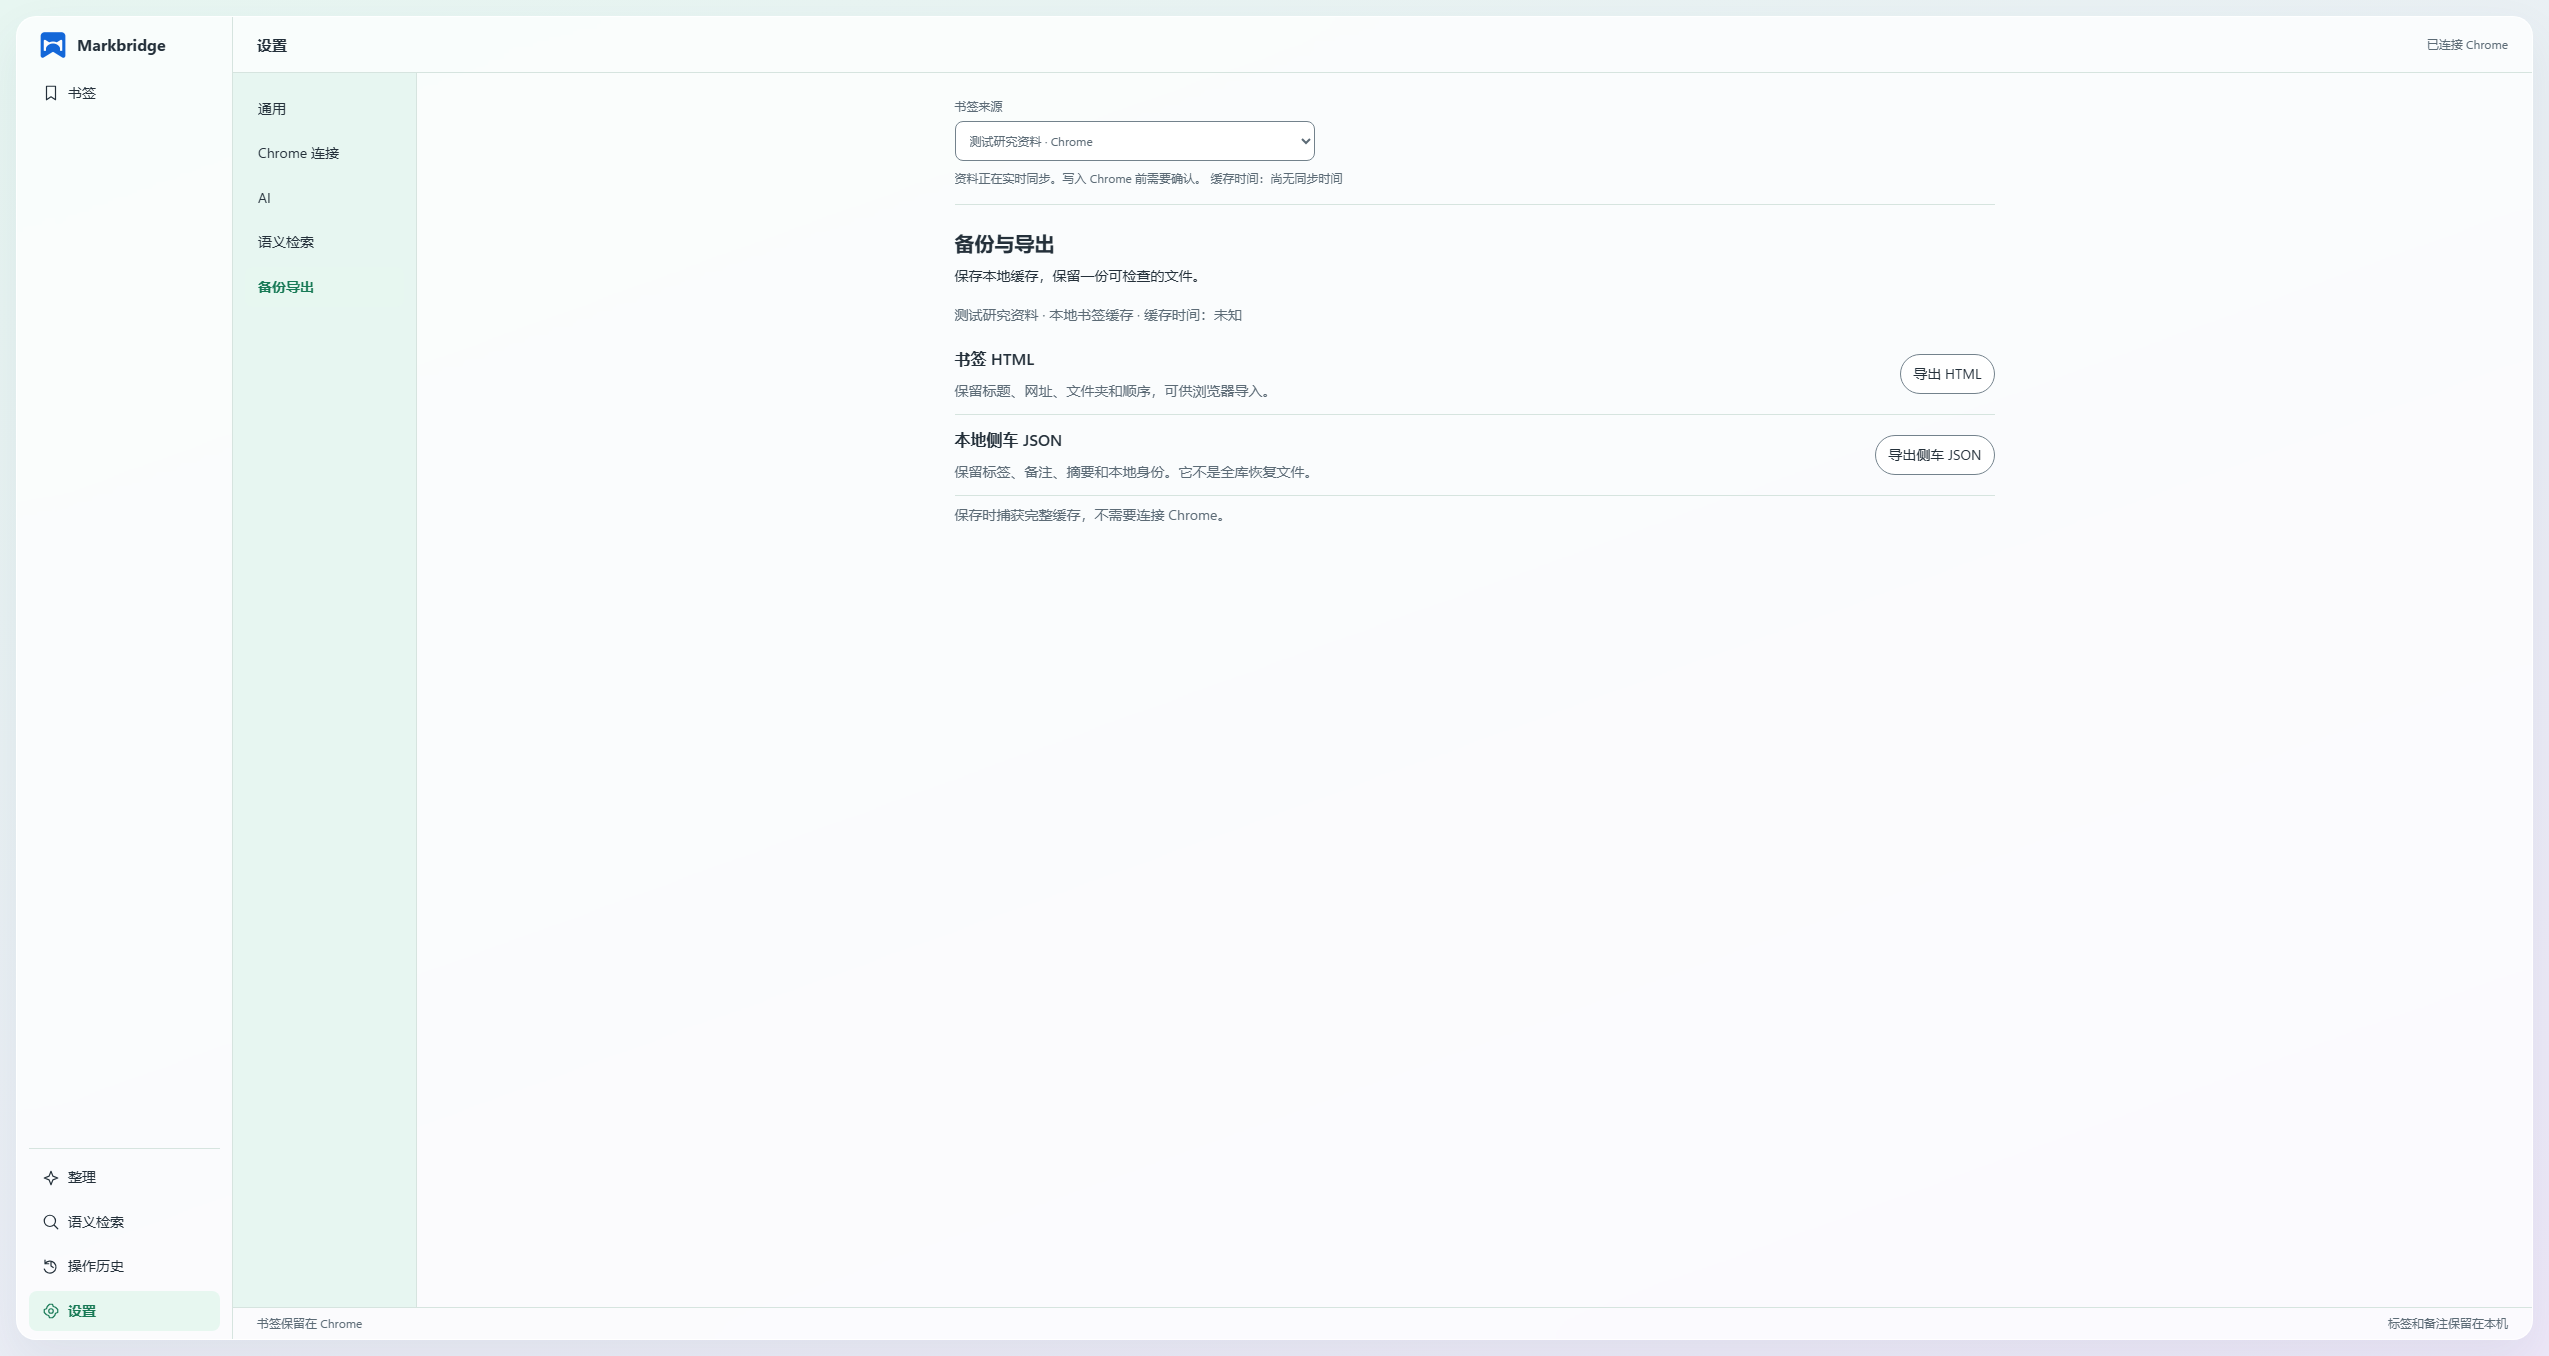 Markbridge
设置
已连接 Chrome
书签
通用
Chrome 连接
AI
语义检索
备份导出
书签来源
测试研究资料 · Chrome
资料正在实时同步。写入 Chrome 前需要确认。 缓存时间：尚无同步时间
备份与导出
保存本地缓存，保留一份可检查的文件。
测试研究资料 · 本地书签缓存 · 缓存时间：未知
书签 HTML
保留标题、网址、文件夹和顺序，可供浏览器导入。
导出 HTML
本地侧车 JSON
保留标签、备注、摘要和本地身份。它不是全库恢复文件。
导出侧车 JSON
保存时捕获完整缓存，不需要连接 Chrome。
整理
语义检索
操作历史
设置
书签保留在 Chrome
标签和备注保留在本机